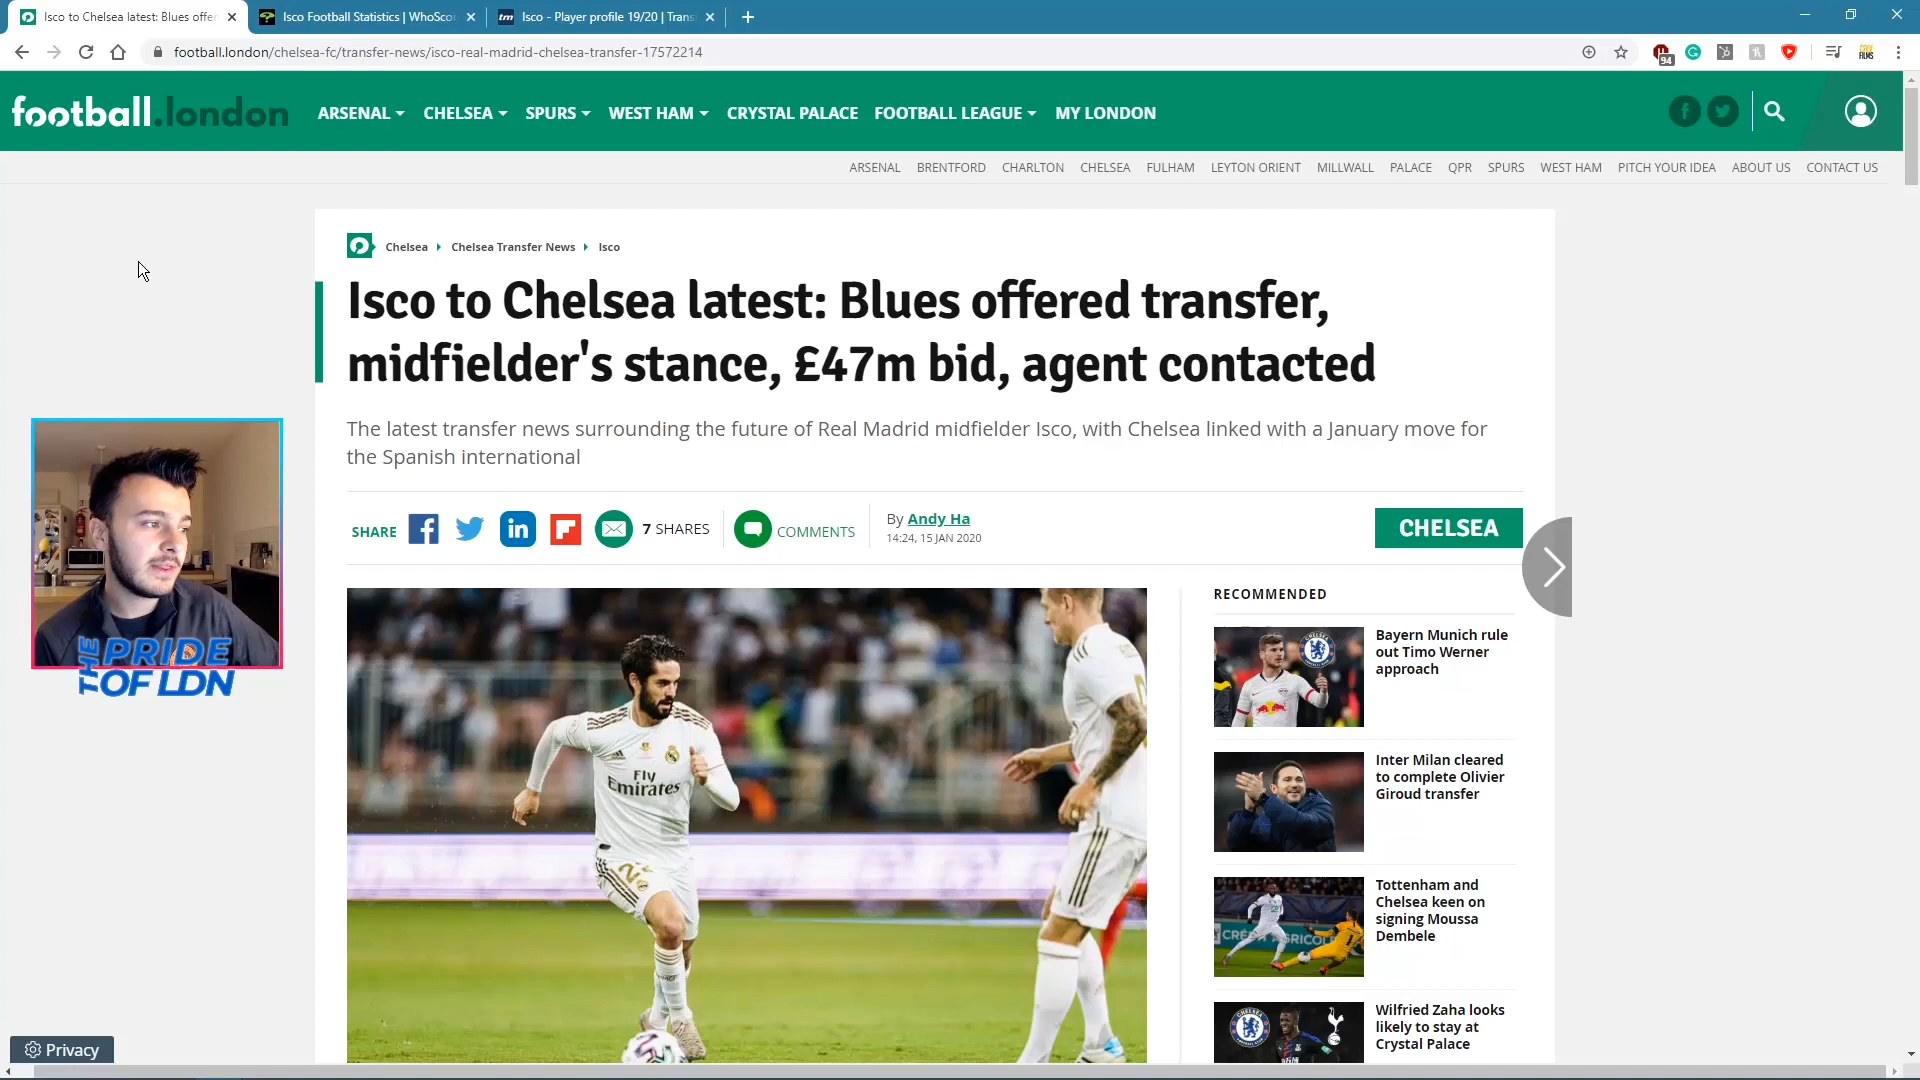 Isco to Chelsea latest: Blues offer
Isco Football Statistics | WhoScor
tm Isco - Player profile 19/20 | Trans
football.london/chelsea-fc/transfer-news/isco-real-madrid-chelsea-transfer-17572214
94
football.london
ARSENAL CHELSEA SPURS WEST HAM CRYSTAL PALACE FOOTBALL LEAGUE MY LONDON
ARSENAL BRENTFORD CHARLTON CHELSEA FULHAM LEYTON ORIENT MILLWALL PALACE QPR SPURS WEST HAM PITCH YOUR IDEA ABOUT US CONTACT US
Chelsea Chelsea Transfer News Isco
Isco to Chelsea latest: Blues offered transfer,
midfielder's stance, £47m bid, agent contacted
The latest transfer news surrounding the future of Real Madrid midfielder Isco, with Chelsea linked with a January move for
the Spanish international
SHARE 7 SHARES COMMENTS
By Andy Ha
14:24, 15 JAN 2020
CHELSEA
THE PRIDE
OF LDN
Fly
Emirates
22
RECOMMENDED
Bayern Munich rule
out Timo Werner
approach
Inter Milan cleared
to complete Olivier
Giroud transfer
Tottenham and
Chelsea keen on
signing Moussa
Dembele
Wilfried Zaha looks
likely to stay at
Crystal Palace
Privacy